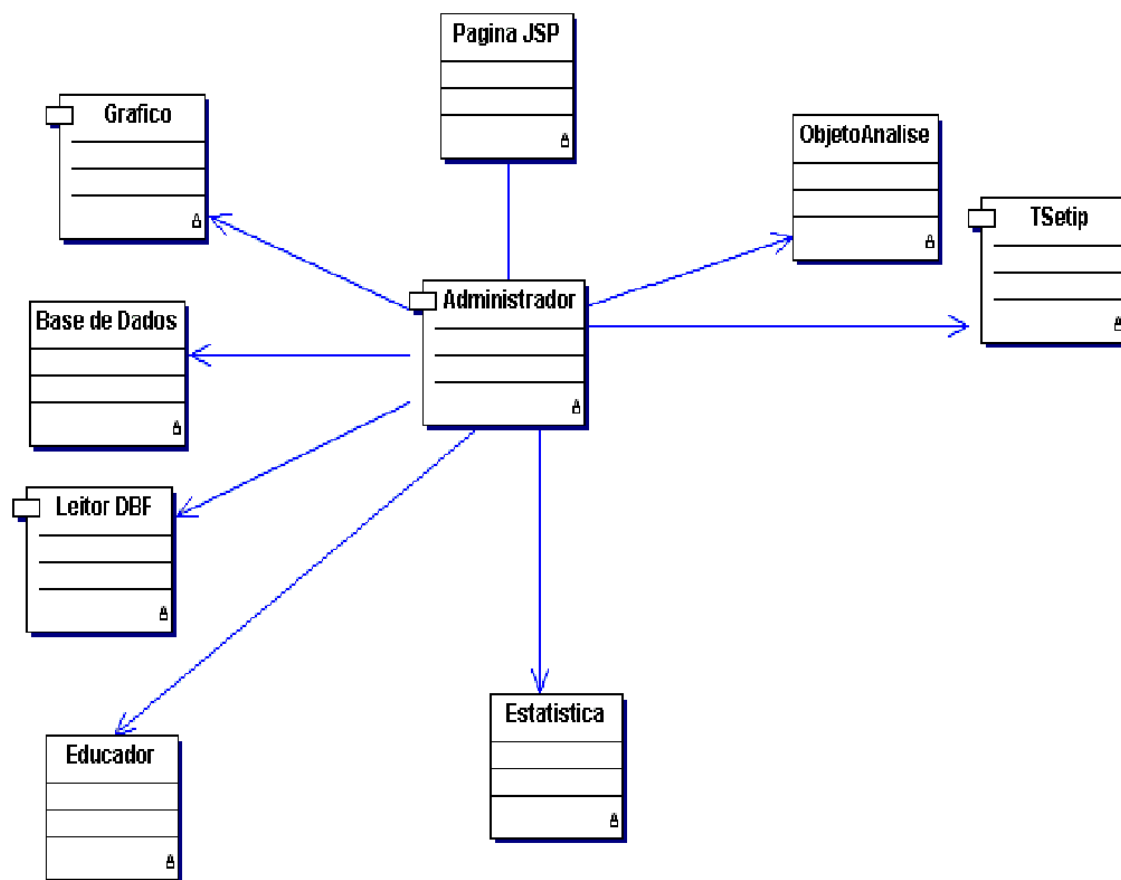 Pagina JSP
Grafico
ObjetoAnalise
TSetip
Administrador
Base de Dados
Leitor DBF
Estatistica
Educador